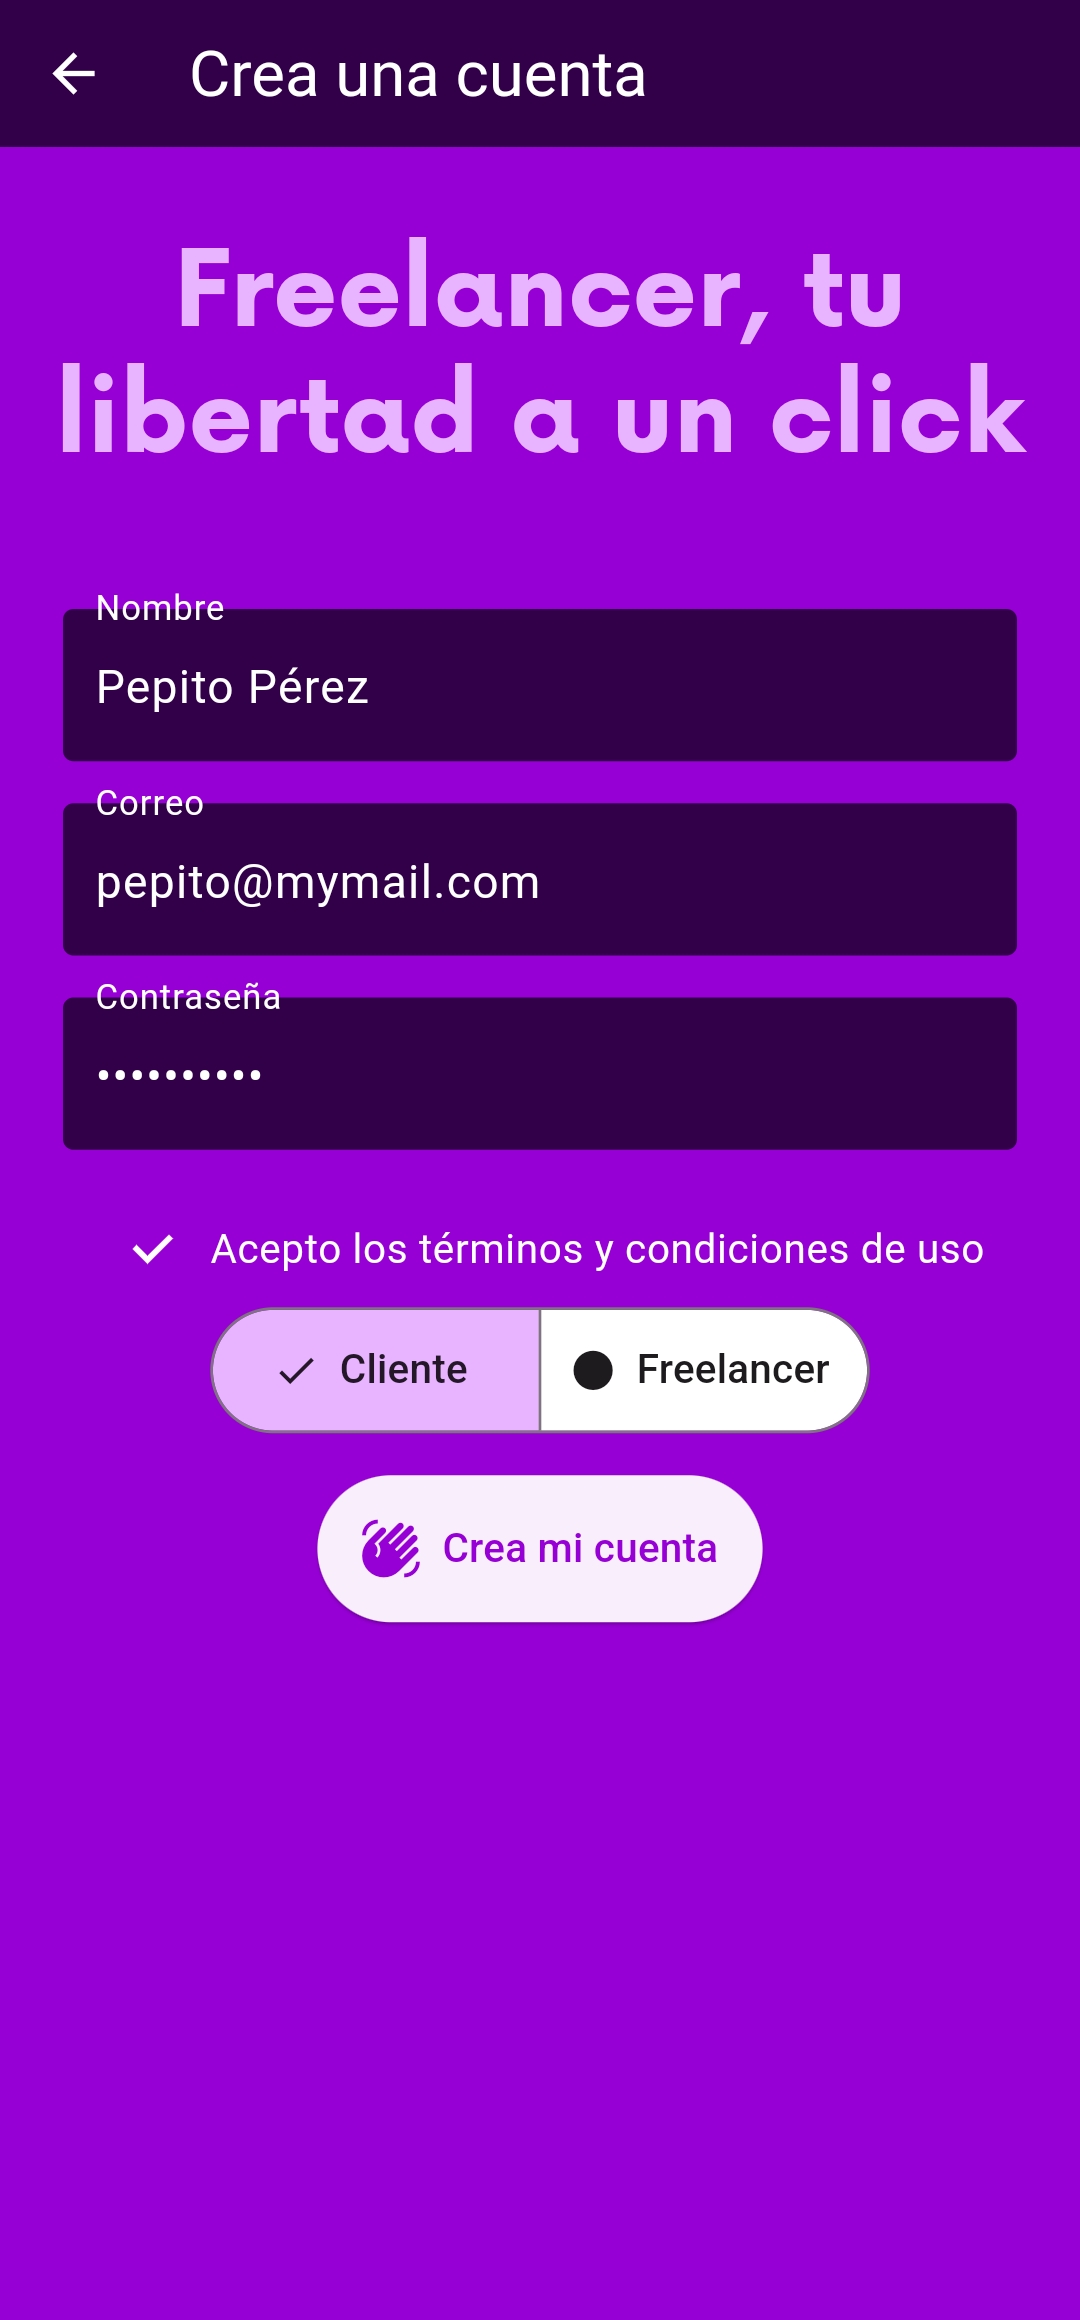 Crea una cuenta
Freelancer, tu
libertad a un click
Nombre
Pepito Pérez
Correo
pepito@mymail.com
Contraseña
••••••••••
Acepto los términos y condiciones de uso
Cliente
Freelancer
Crea mi cuenta